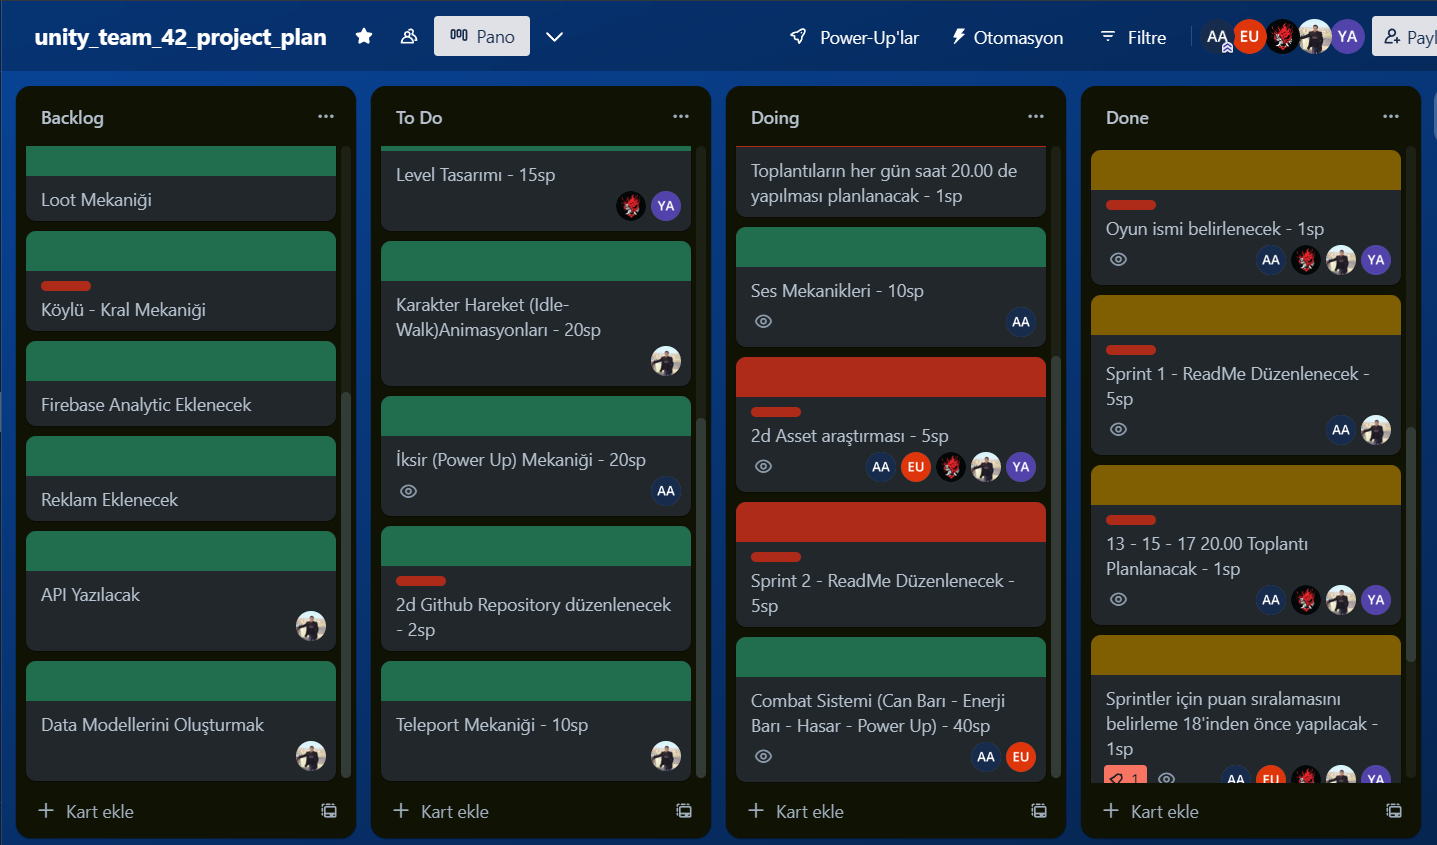 unity_team_42_project_plan
Pano
Power-Up'lar
Otomasyon
Filtre
AA
EU
YA
Payl
Backlog
Loot Mekaniği
Köylü - Kral Mekaniği
Firebase Analytic Eklenecek
Reklam Eklenecek
API Yazılacak
Data Modellerini Oluşturmak
+ Kart ekle
To Do
Level Tasarımı - 15sp
YA
Karakter Hareket (Idle-
Walk)Animasyonları - 20sp
İksir (Power Up) Mekaniği - 20sp
AA
2d Github Repository düzenlenecek
- 2sp
Teleport Mekaniği - 10sp
+ Kart ekle
Doing
Toplantıların her gün saat 20.00 de
yapılması planlanacak - 1sp
Ses Mekanikleri - 10sp
AA
2d Asset araştırması - 5sp
AA
EU
YA
Sprint 2 - ReadMe Düzenlenecek -
5sp
Combat Sistemi (Can Barı - Enerji
Barı - Hasar - Power Up) - 40sp
AA
EU
+ Kart ekle
Done
Oyun ismi belirlenecek - 1sp
AA
YA
Sprint 1 - ReadMe Düzenlenecek -
5sp
AA
13 - 15 - 17 20.00 Toplantı
Planlanacak - 1sp
AA
YA
Sprintler için puan sıralamasını
belirleme 18'inden önce yapılacak -
1sp
1
AA
EU
YA
+ Kart ekle